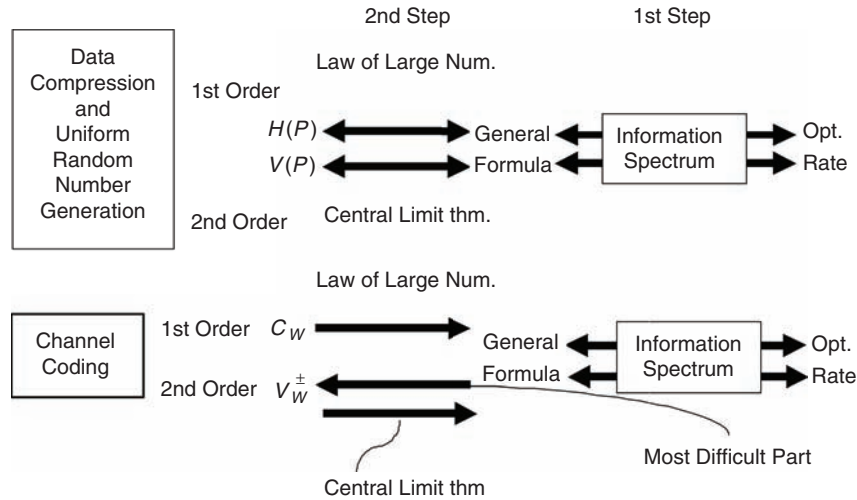 2nd Step 1st Step
Data
Compression
and
Uniform
Random
Number
Generation
Law of Large Num.
1st Order
H(P) General Information Opt.
V(P) Formula Spectrum Rate
2nd Order Central Limit thm.
Law of Large Num.
Channel
Coding
1st Order C_W General Information Opt.
2nd Order V_W^± Formula Spectrum Rate
Most Difficult Part
Central Limit thm